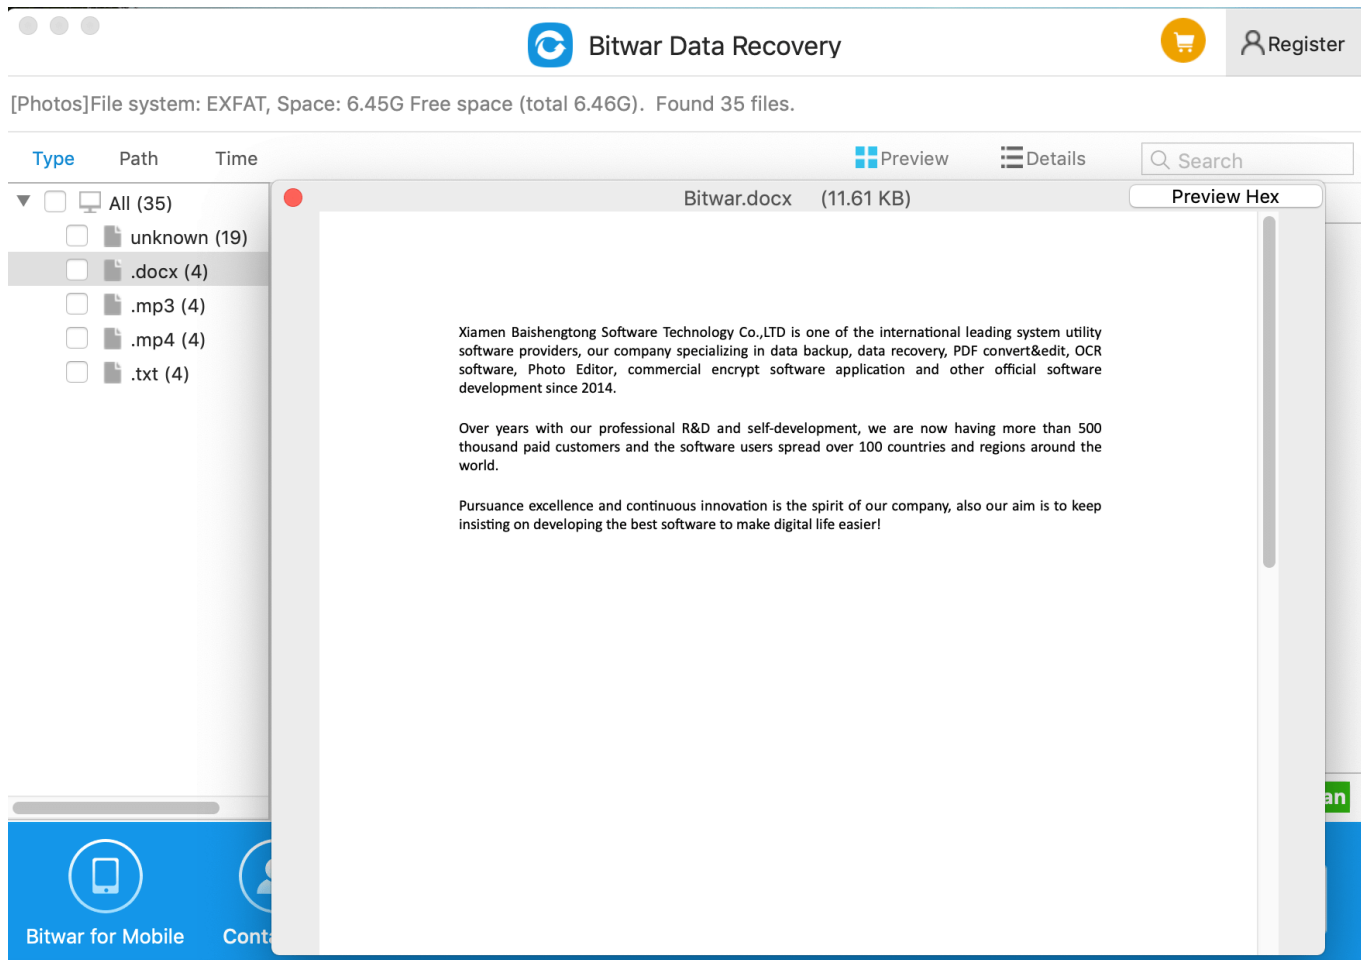 Bitwar Data Recovery
Register
[Photos]File system: EXFAT, Space: 6.45G Free space (total 6.46G).  Found 35 files.
Type Path Time Preview Details Search
All (35)
unknown (19)
.docx (4)
.mp3 (4)
.mp4 (4)
.txt (4)
Bitwar.docx (11.61 KB) Preview Hex
Xiamen Baishengtong Software Technology Co.,LTD is one of the international leading system utility
software providers, our company specializing in data backup, data recovery, PDF convert&edit, OCR
software, Photo Editor, commercial encrypt software application and other official software
development since 2014.
Over years with our professional R&D and self-development, we are now having more than 500
thousand paid customers and the software users spread over 100 countries and regions around the
world.
Pursuance excellence and continuous innovation is the spirit of our company, also our aim is to keep
insisting on developing the best software to make digital life easier!
Bitwar for Mobile